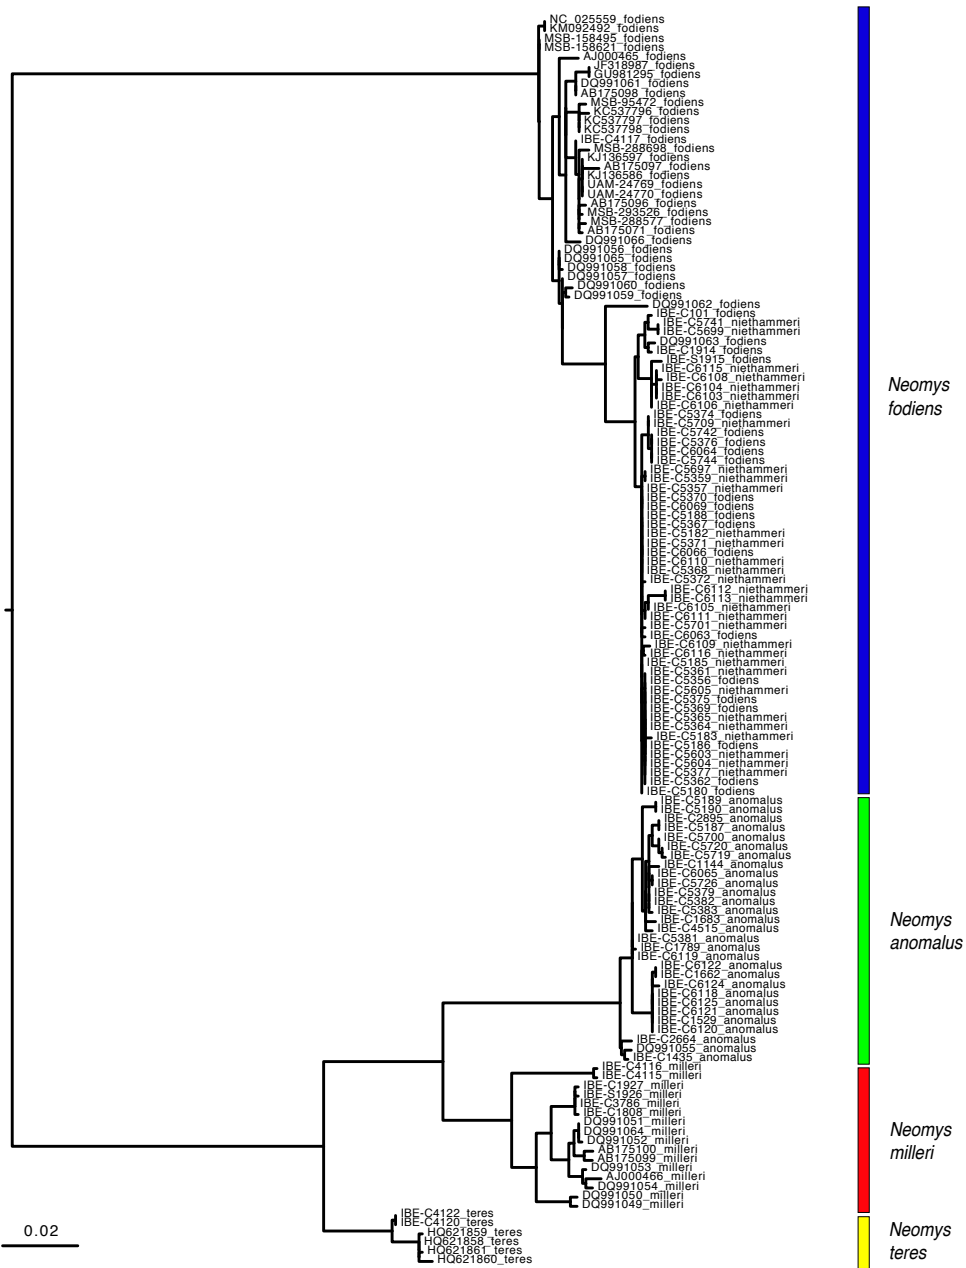 NC_025559_fodiens
KM092492_fodiens
MSB-158495_fodiens
MSB-158621_fodiens
AJ000465_fodiens
JF318987_fodiens
GU981295_fodiens
DQ991061_fodiens
AB175098_fodiens
MSB-95472_fodiens
KC537796_fodiens
KC537797_fodiens
KC537798_fodiens
IBE-C4117_fodiens
MSB-288698_fodiens
KJ136597_fodiens
AB175097_fodiens
KJ136586_fodiens
UAM-24769_fodiens
UAM-24770_fodiens
AB175096_fodiens
MSB-293526_fodiens
MSB-288577_fodiens
AB175071_fodiens
DQ991066_fodiens
DQ991056_fodiens
DQ991065_fodiens
DQ991058_fodiens
DQ991057_fodiens
DQ991060_fodiens
DQ991059_fodiens
DQ991062_fodiens
IBE-C101_fodiens
IBE-C5741_niethammeri
IBE-C5699_niethammeri
DQ991063_fodiens
IBE-C1914_fodiens
IBE-S1915_fodiens
IBE-C6115_niethammeri
IBE-C6108_niethammeri
IBE-C6104_niethammeri
IBE-C6103_niethammeri
IBE-C6106_niethammeri
IBE-C5374_fodiens
IBE-C5709_niethammeri
IBE-C5742_fodiens
IBE-C5376_fodiens
IBE-C6064_fodiens
IBE-C5744_fodiens
IBE-C5697_niethammeri
IBE-C5359_niethammeri
IBE-C5357_niethammeri
IBE-C5370_fodiens
IBE-C6069_fodiens
IBE-C5188_fodiens
IBE-C5367_fodiens
IBE-C5182_niethammeri
IBE-C5371_niethammeri
IBE-C6066_fodiens
IBE-C6110_niethammeri
IBE-C5368_niethammeri
IBE-C5372_niethammeri
IBE-C6112_niethammeri
IBE-C6113_niethammeri
IBE-C6105_niethammeri
IBE-C6111_niethammeri
IBE-C5701_niethammeri
IBE-C6063_fodiens
IBE-C6109_niethammeri
IBE-C6116_niethammeri
IBE-C5185_niethammeri
IBE-C5361_niethammeri
IBE-C5356_fodiens
IBE-C5605_niethammeri
IBE-C5375_fodiens
IBE-C5369_fodiens
IBE-C5365_niethammeri
IBE-C5364_niethammeri
IBE-C5183_niethammeri
IBE-C5186_fodiens
IBE-C5603_niethammeri
IBE-C5604_niethammeri
IBE-C5377_niethammeri
IBE-C5362_fodiens
IBE-C5180_fodiens
Neomys
fodiens
IBE-C5189_anomalus
IBE-C5190_anomalus
IBE-C2895_anomalus
IBE-C5187_anomalus
IBE-C5700_anomalus
IBE-C5720_anomalus
IBE-C5719_anomalus
IBE-C1144_anomalus
IBE-C6065_anomalus
IBE-C5726_anomalus
IBE-C5379_anomalus
IBE-C5382_anomalus
IBE-C5383_anomalus
IBE-C1683_anomalus
IBE-C4515_anomalus
IBE-C5381_anomalus
IBE-C1789_anomalus
IBE-C6119_anomalus
IBE-C6122_anomalus
IBE-C1662_anomalus
IBE-C6124_anomalus
IBE-C6118_anomalus
IBE-C6125_anomalus
IBE-C6121_anomalus
IBE-C1529_anomalus
IBE-C6120_anomalus
IBE-C2664_anomalus
DQ991055_anomalus
IBE-C1435_anomalus
Neomys
anomalus
IBE-C4116_milleri
IBE-C4115_milleri
IBE-C1927_milleri
IBE-S1926_milleri
IBE-C3786_milleri
IBE-C1808_milleri
DQ991051_milleri
DQ991064_milleri
DQ991052_milleri
AB175100_milleri
AB175099_milleri
DQ991053_milleri
AJ000466_milleri
DQ991054_milleri
DQ991050_milleri
DQ991049_milleri
Neomys
milleri
IBE-C4122_teres
IBE-C4120_teres
HQ621859_teres
HQ621858_teres
HQ621861_teres
HQ621860_teres
Neomys
teres
0.02